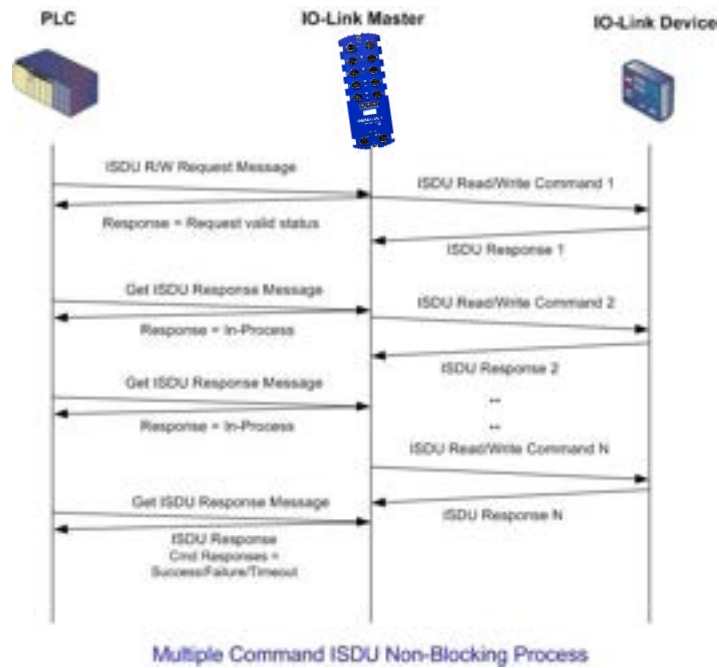 PLC
IO-Link Master
IO-Link Device
ISDU R/W Request Message
ISDU Read/Write Command 1
Response = Request valid status
ISDU Response 1
Get ISDU Response Message
ISDU Read/Write Command 2
Response = In-Process
ISDU Response 2
Get ISDU Response Message
..
Response = In-Process
..
ISDU Read/Write Command N
Get ISDU Response Message
ISDU Response N
ISDU Response
Cmd Responses =
Success/Failure/Timeout
Multiple Command ISDU Non-Blocking Process